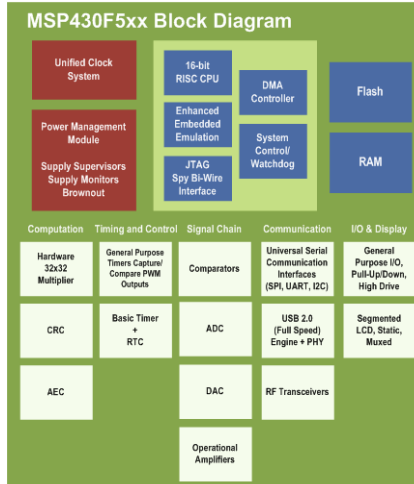 MSP430F5xx Block Diagram
Unified Clock
System
Power Management
Module
Supply Supervisors
Supply Monitors
Brownout
16-bit
RISC CPU
Enhanced
Embedded
Emulation
JTAG
Spy Bi-Wire
Interface
DMA
Controller
System
Control/
Watchdog
Flash
RAM
Computation
Timing and Control
Signal Chain
Communication
I/O & Display
Hardware
32x32
Multiplier
General Purpose
Timers Capture/
Compare PWM
Outputs
Comparators
Universal Serial
Communication
Interfaces
(SPI, UART, I2C)
General
Purpose I/O,
Pull-Up/Down,
High Drive
CRC
Basic Timer
+
RTC
ADC
USB 2.0
(Full Speed)
Engine + PHY
Segmented
LCD, Static,
Muxed
AEC
DAC
RF Transceivers
Operational
Amplifiers